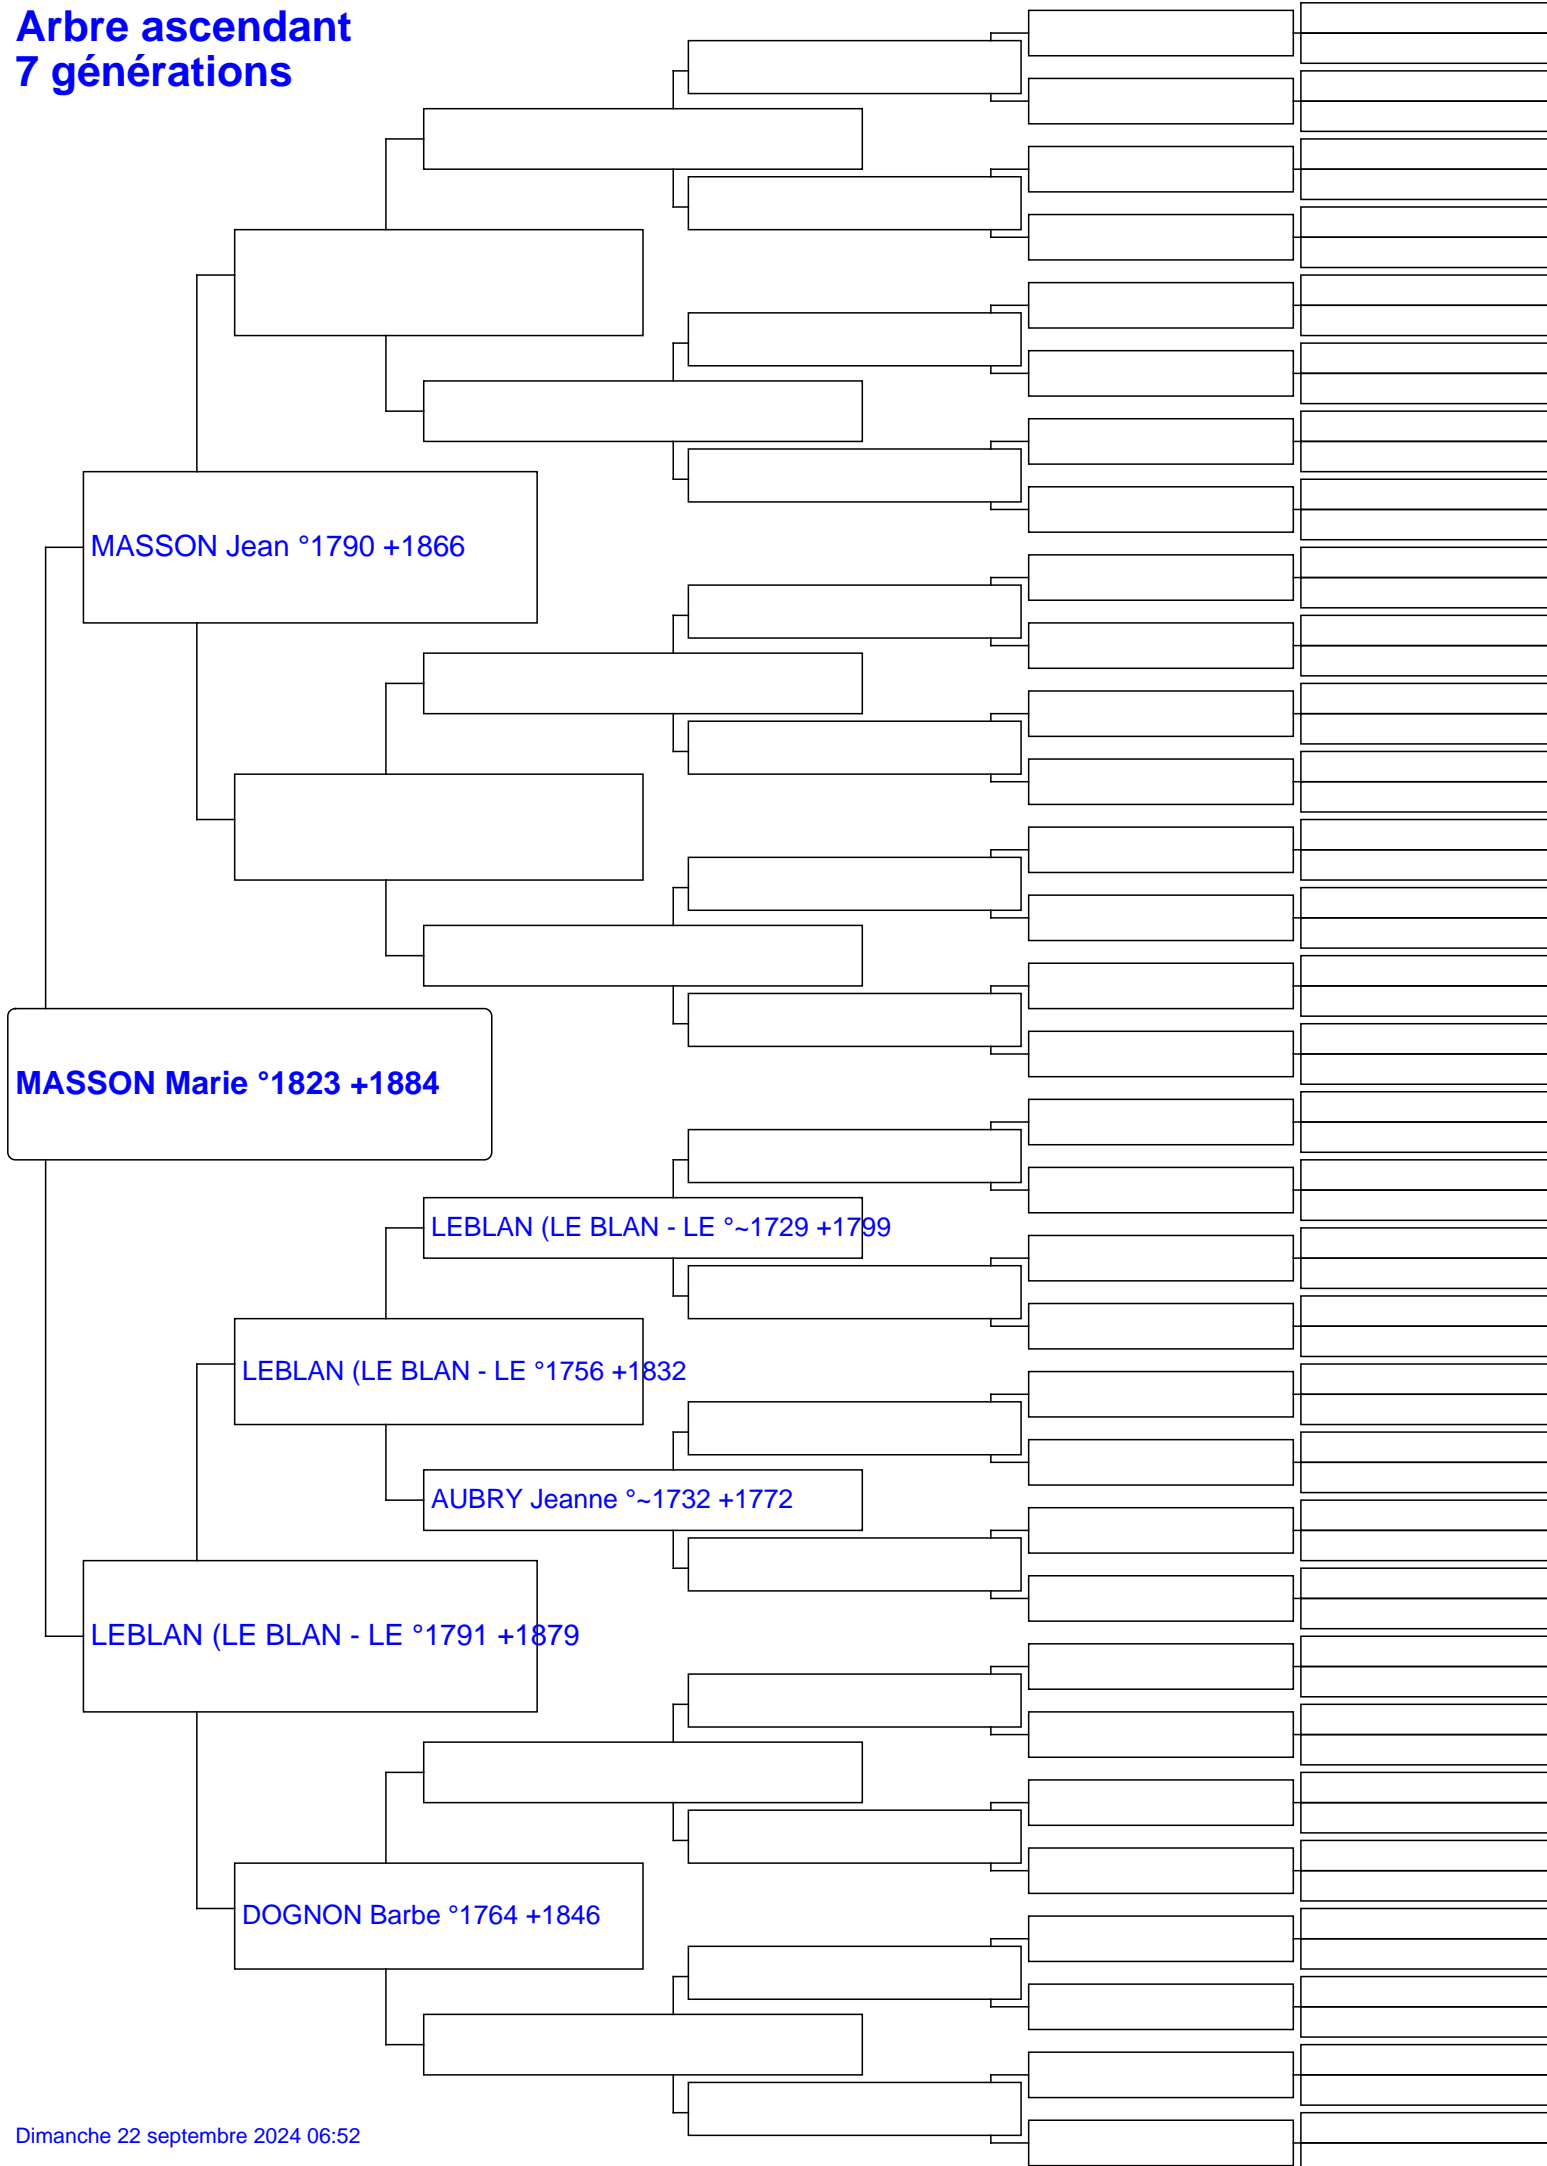 Arbre ascendant
7 générations
MASSON Jean °1790 +1866
MASSON Marie °1823 +1884
LEBLAN (LE BLAN - LE °~1729 +1799
LEBLAN (LE BLAN - LE °1756 +1832
AUBRY Jeanne °~1732 +1772
LEBLAN (LE BLAN - LE °1791 +1879
DOGNON Barbe °1764 +1846
Dimanche 22 septembre 2024 06:52